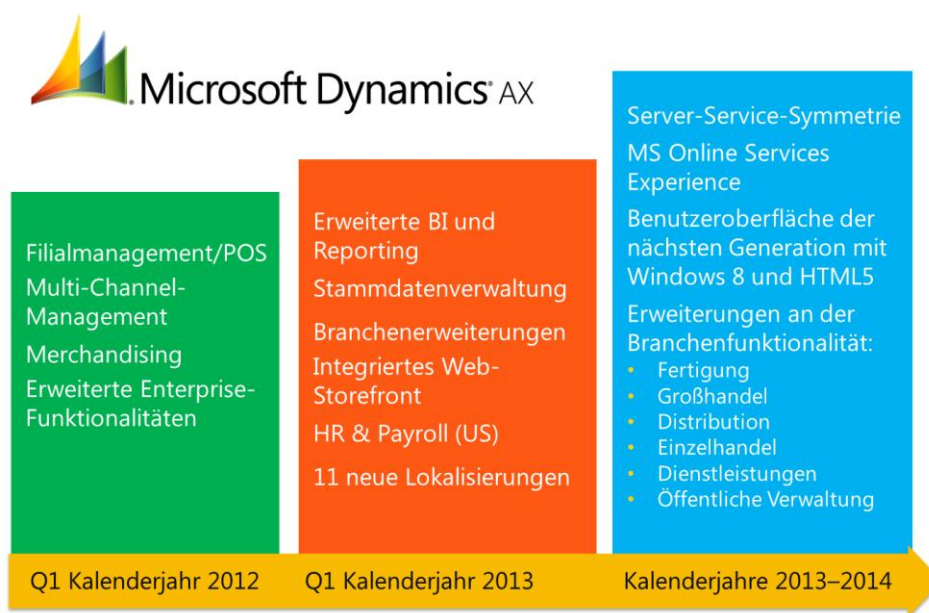 Microsoft Dynamics® AX
Filialmanagement/POS
Multi-Channel-
Management
Merchandising
Erweiterte Enterprise-
Funktionalitäten
Erweiterte BI und
Reporting
Stammdatenverwaltung
Branchenerweiterungen
Integriertes Web-
Storefront
HR & Payroll (US)
11 neue Lokalisierungen
Server-Service-Symmetrie
MS Online Services
Experience
Benutzeroberfläche der
nächsten Generation mit
Windows 8 und HTML5
Erweiterungen an der
Branchenfunktionalität:
• Fertigung
• Großhandel
• Distribution
• Einzelhandel
• Dienstleistungen
• Öffentliche Verwaltung
Q1 Kalenderjahr 2012
Q1 Kalenderjahr 2013
Kalenderjahre 2013–2014